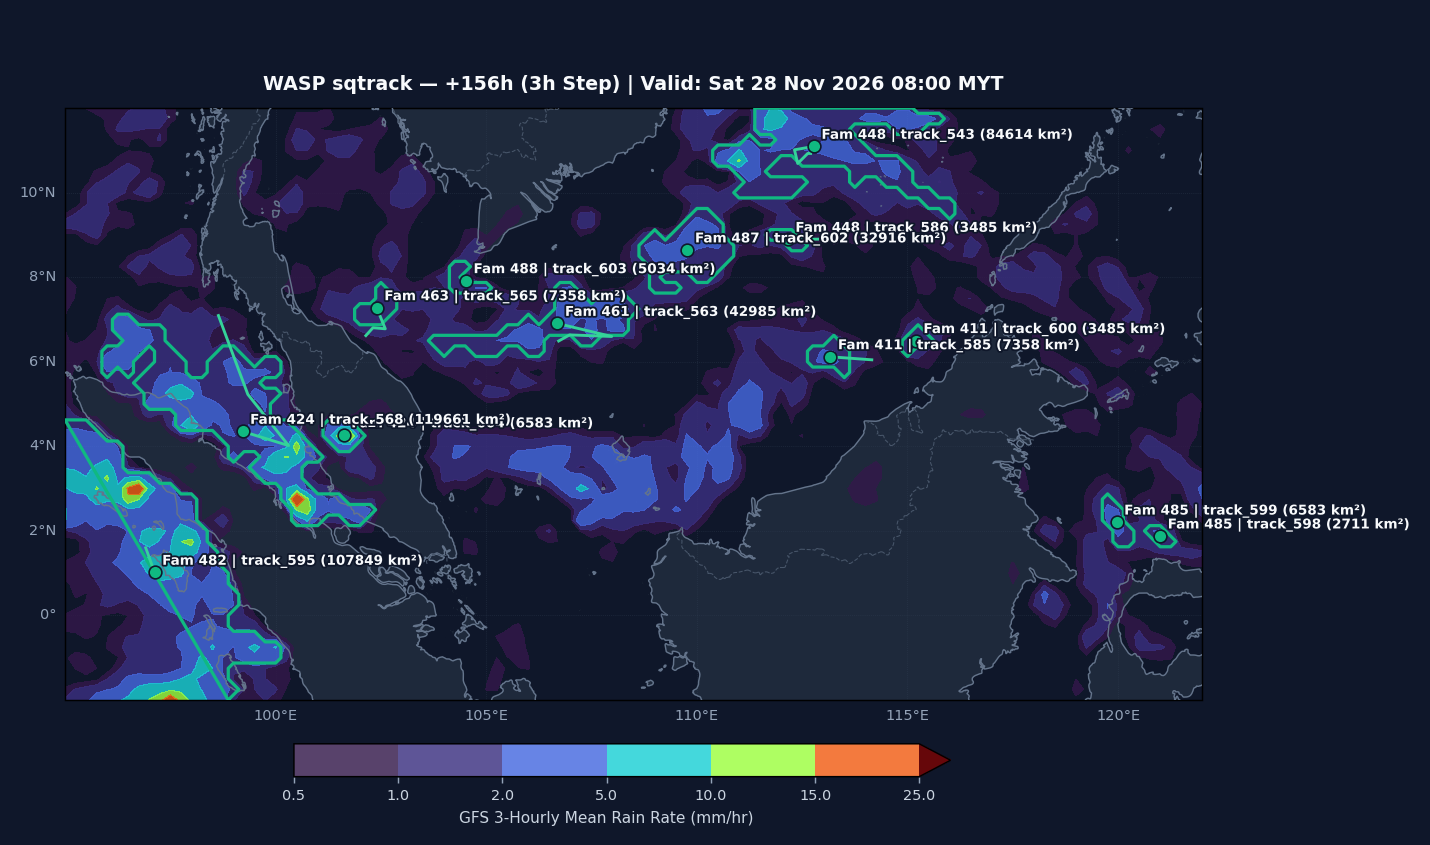 WASP sqtrack — +156h (3h Step) | Valid: Sat 28 Nov 2026 08:00 MYT
Fam 448 | track_543 (84614 km²)
10°N
Fam 448 | track_586 (3485 km²)
Fam 487 | track_602 (32916 km²)
8°N
Fam 488 | track_603 (5034 km²)
Fam 463 | track_565 (7358 km²)
Fam 461 | track_563 (42985 km²)
Fam 411 | track_600 (3485 km²)
Fam 411 | track_585 (7358 km²)
6°N
Fam 424 | track_568 (119661 km²)
(6583 km²)
4°N
Fam 485 | track_599 (6583 km²)
Fam 485 | track_598 (2711 km²)
2°N
Fam 482 | track_595 (107849 km²)
0°
100°E 105°E 110°E 115°E 120°E
0.5 1.0 2.0 5.0 10.0 15.0 25.0
GFS 3-Hourly Mean Rain Rate (mm/hr)